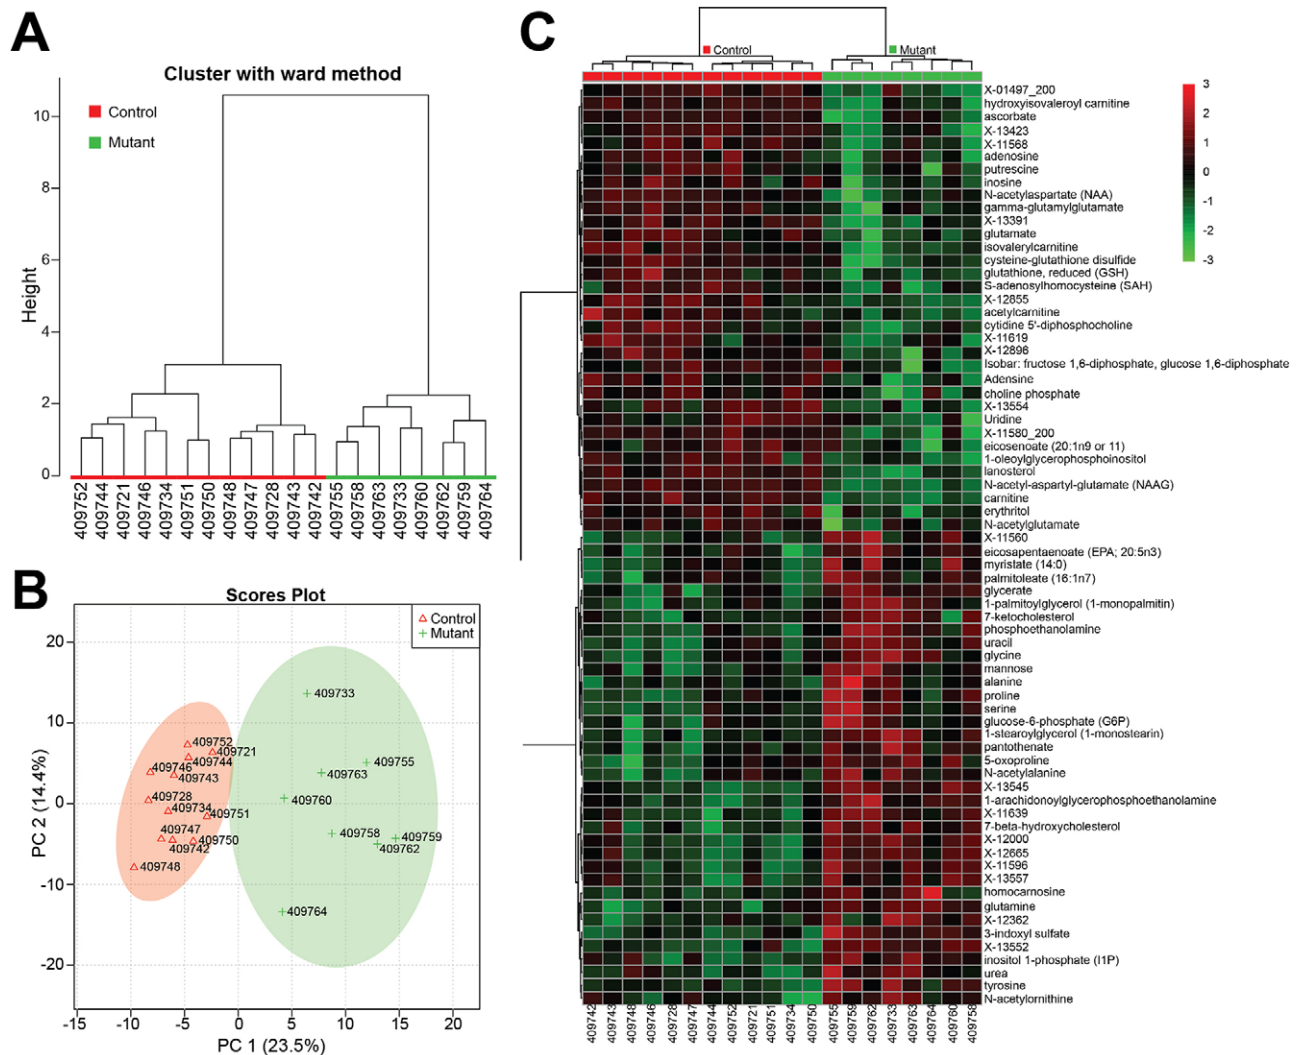 A
Cluster with ward method
Control
Mutant
Height
10
8
6
4
2
0
409752
409744
409721
409746
409734
409751
409750
409748
409747
409728
409743
409742
409755
409758
409763
409733
409760
409762
409759
409764
B
Scores Plot
Control
Mutant
PC 2 (14.4%)
20
10
0
-10
-20
409733
409752
409721
409744
409746
409743
409755
409763
409728
409760
409734
409751
409747
409758
409759
409750
409742
409762
409748
409764
-15
-10
-5
0
5
10
15
20
PC 1 (23.5%)
C
Control
Mutant
3
2
1
0
-1
-2
-3
X-01497_200
hydroxyisovaleroyl carnitine
ascorbate
X-13423
X-11568
adenosine
putrescine
inosine
N-acetylaspartate (NAA)
gamma-glutamylglutamate
X-13391
glutamate
isovalerylcarnitine
cysteine-glutathione disulfide
glutathione, reduced (GSH)
S-adenosylhomocysteine (SAH)
X-12855
acetylcarnitine
cytidine 5'-diphosphocholine
X-11619
X-12896
Isobar: fructose 1,6-diphosphate, glucose 1,6-diphosphate
Adensine
choline phosphate
X-13554
Uridine
X-11580_200
eicosenoate (20:1n9 or 11)
1-oleoylglycerophosphoinositol
lanosterol
N-acetyl-aspartyl-glutamate (NAAG)
carnitine
erythritol
N-acetylglutamate
X-11560
eicosapentaenoate (EPA; 20:5n3)
myristate (14:0)
palmitoleate (16:1n7)
glycerate
1-palmitoylglycerol (1-monopalmitin)
7-ketocholesterol
phosphoethanolamine
uracil
glycine
mannose
alanine
proline
serine
glucose-6-phosphate (G6P)
1-stearoylglycerol (1-monostearin)
pantothenate
5-oxoproline
N-acetylalanine
X-13545
1-arachidonoylglycerophosphoethanolamine
X-11639
7-beta-hydroxycholesterol
X-12000
X-12665
X-11596
X-13557
homocarnosine
glutamine
X-12362
3-indoxyl sulfate
X-13552
inositol 1-phosphate (I1P)
urea
tyrosine
N-acetylornithine
409742
409743
409748
409746
409728
409747
409744
409752
409721
409751
409734
409750
409755
409759
409762
409733
409763
409764
409760
409758